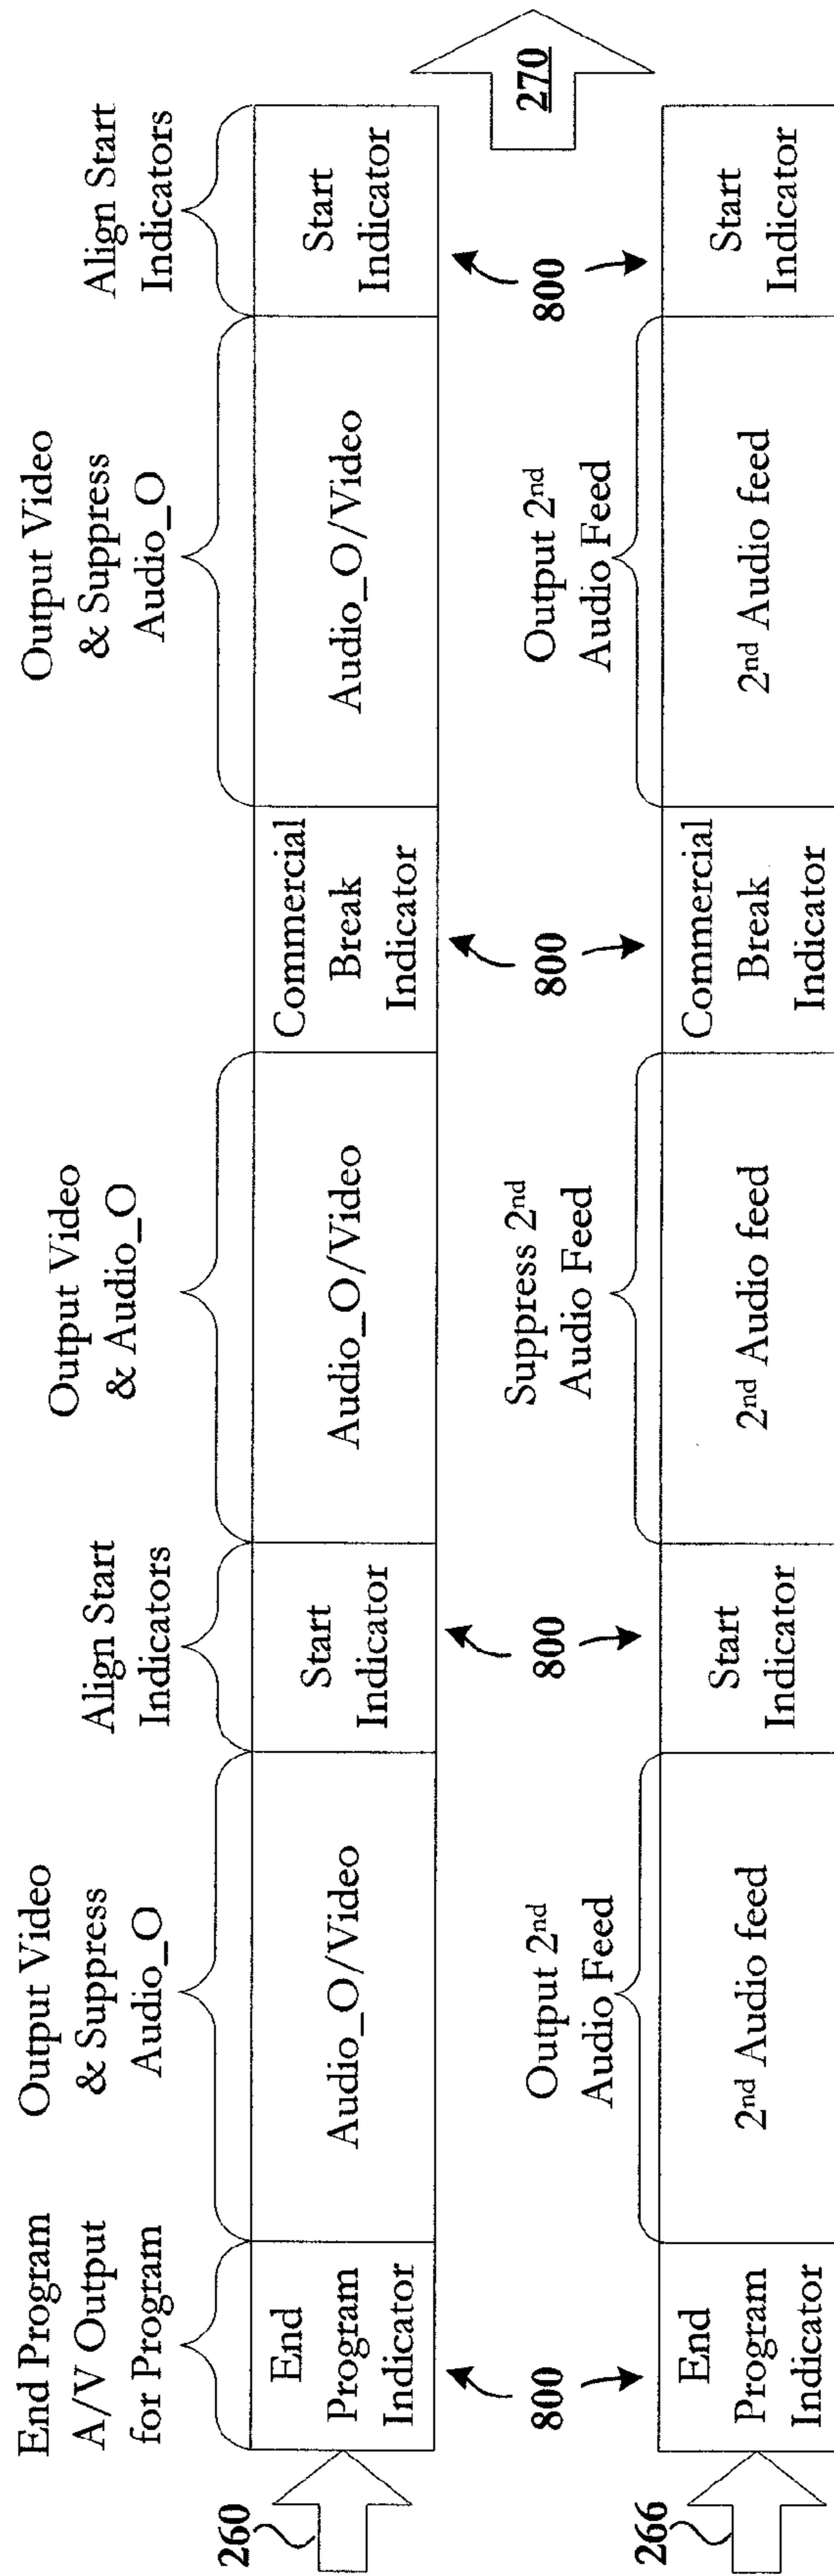 End Program
A/V Output
for Program
Output Video
& Suppress
Audio_O
Align Start
Indicators
Output Video
& Audio_O
Output Video
& Suppress
Audio_O
Align Start
Indicators
260
End
Program
Indicator
Audio_O/Video
Start
Indicator
Audio_O/Video
Commercial
Break
Indicator
Audio_O/Video
Start
Indicator
800
800
800
800
270
Output 2nd
Audio Feed
Suppress 2nd
Audio Feed
Output 2nd
Audio Feed
266
End
Program
Indicator
2nd Audio feed
Start
Indicator
2nd Audio feed
Commercial
Break
Indicator
2nd Audio feed
Start
Indicator